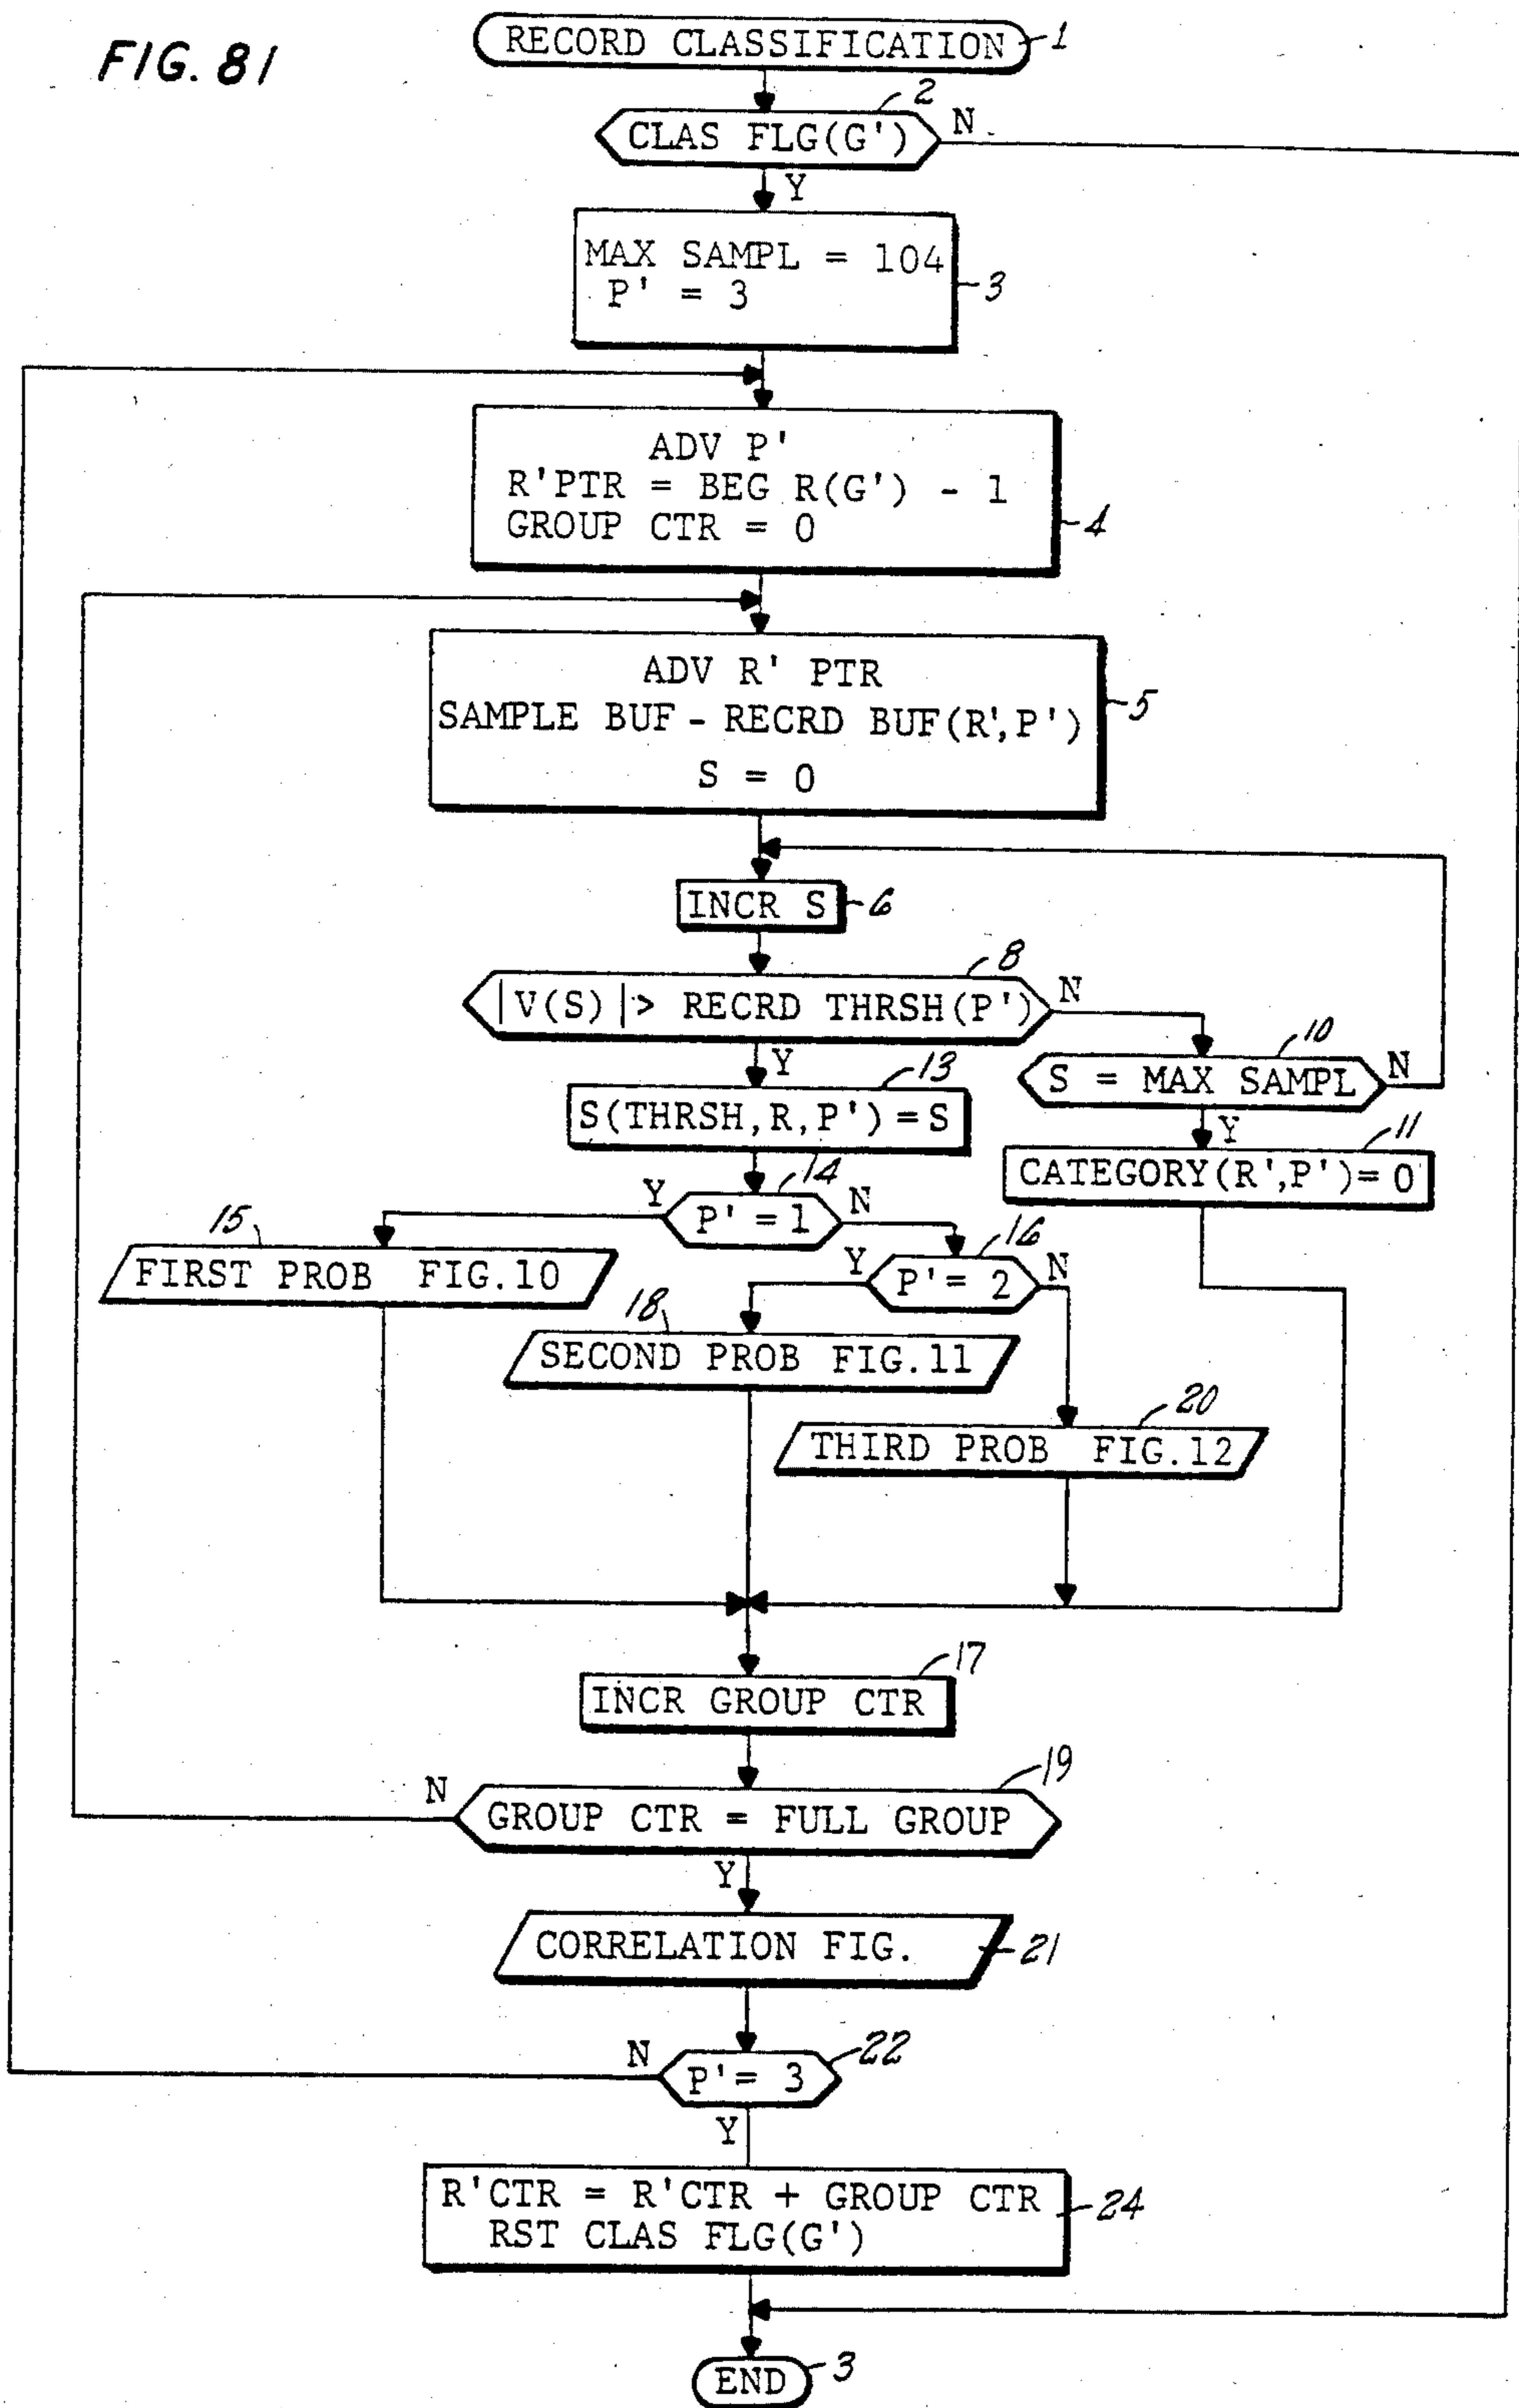 FIG. 81
RECORD CLASSIFICATION
1
2
CLAS FLG(G')
N
Y
MAX SAMPL = 104
P' = 3
3
ADV P'
R'PTR = BEG R(G') - 1
GROUP CTR = 0
4
ADV R' PTR
SAMPLE BUF - RECRD BUF(R',P')
S = 0
5
INCR S
6
8
|V(S)|> RECRD THRSH(P')
N
Y
10
S = MAX SAMPL
N
Y
13
S(THRSH,R,P')=S
11
CATEGORY(R',P')=0
14
Y
P'=1
N
15
FIRST PROB FIG.10
16
Y
P'= 2
N
18
SECOND PROB FIG.11
20
THIRD PROB FIG.12
17
INCR GROUP CTR
19
N
GROUP CTR = FULL GROUP
Y
CORRELATION FIG.
21
N
P'= 3
22
Y
R'CTR = R'CTR + GROUP CTR
RST CLAS FLG(G')
24
END
3